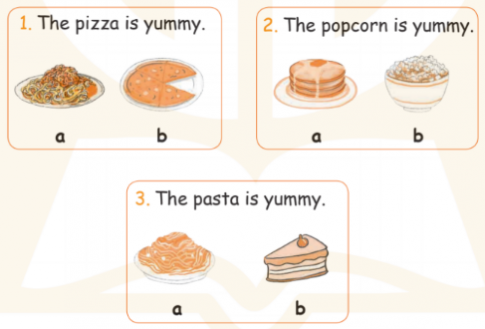 1. The pizza is yummy.
a b
2. The popcorn is yummy.
a b
3. The pasta is yummy.
a b